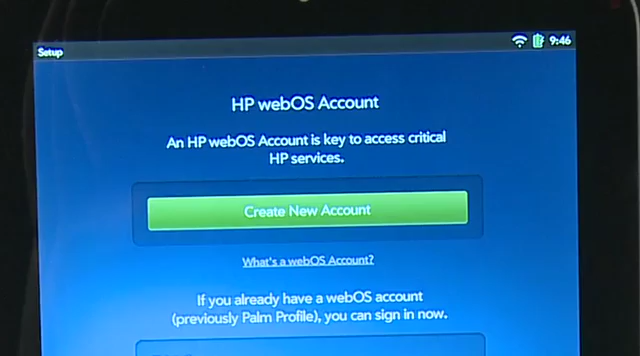 Setup
9:46
HP webOS Account
An HP webOS Account is key to access critical
HP services.
Create New Account
What's a webOS Account?
If you already have a webOS account
(previously Palm Profile), you can sign in now.